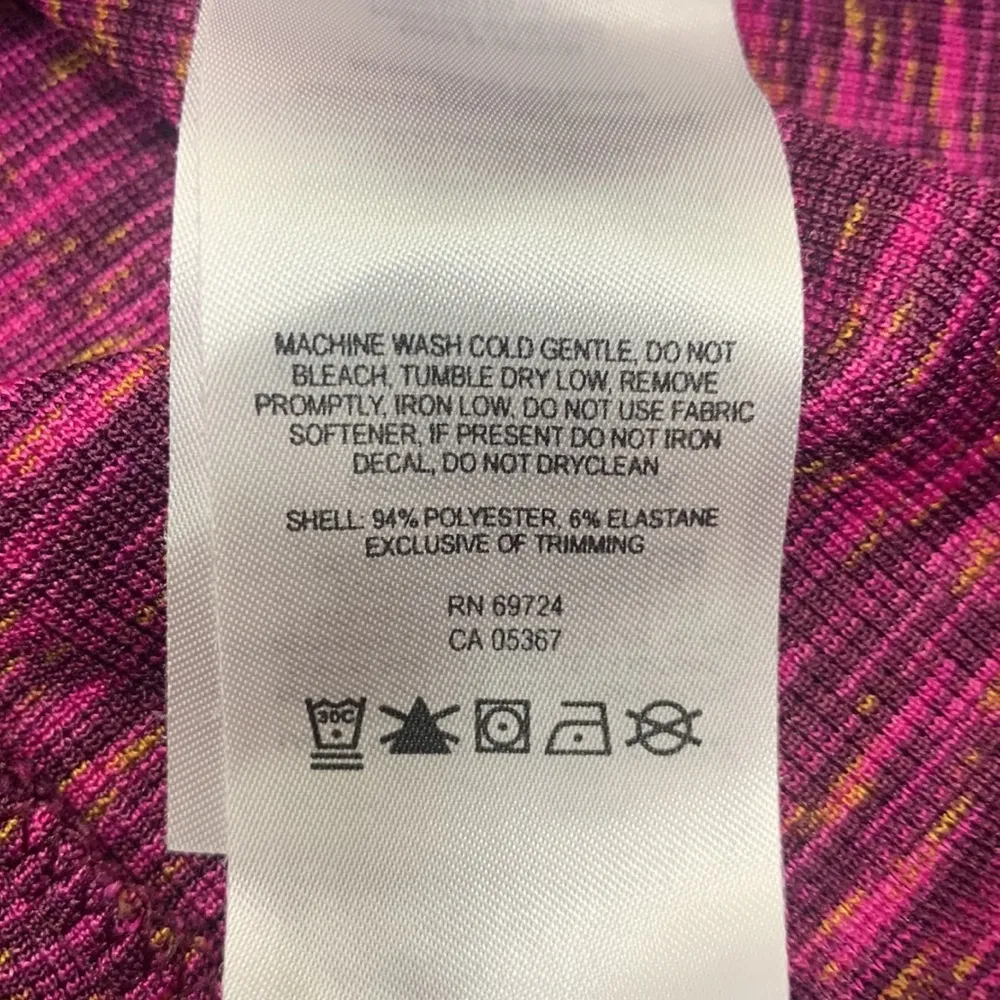 MACHINE WASH COLD GENTLE, DO NOT
BLEACH, TUMBLE DRY LOW, REMOVE
PROMPTLY, IRON LOW, DO NOT USE FABRIC
SOFTENER, IF PRESENT DO NOT IRON
DECAL, DO NOT DRYCLEAN
SHELL: 94% POLYESTER, 6% ELASTANE
EXCLUSIVE OF TRIMMING
RN 69724
CA 05367
30C